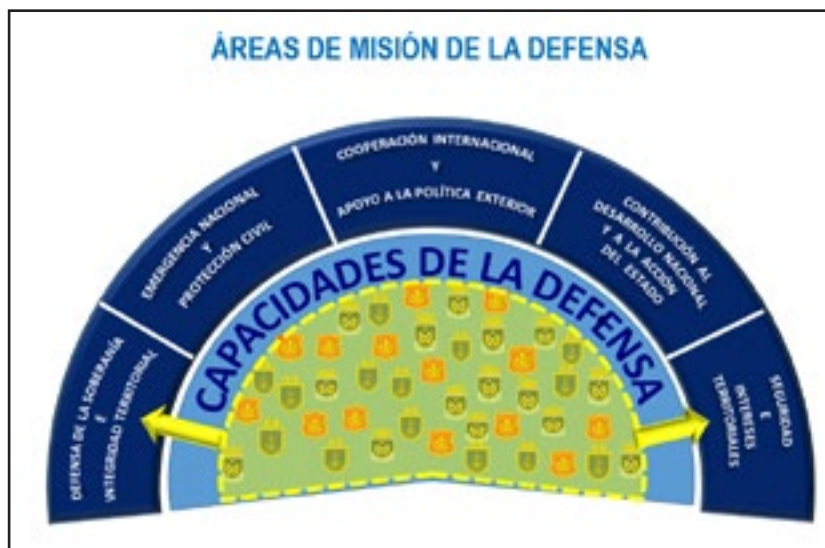 ÁREAS DE MISIÓN DE LA DEFENSA
DEFENSA DE LA SOBERANÍA
E
INTEGRIDAD TERRITORIAL
EMERGENCIA NACIONAL
Y
PROTECCIÓN CIVIL
COOPERACIÓN INTERNACIONAL
Y
APOYO A LA POLÍTICA EXTERIOR
CONTRIBUCIÓN AL
DESARROLLO NACIONAL
Y A LA ACCIÓN
DEL ESTADO
SEGURIDAD
E
INTERESES
TERRITORIALES
CAPACIDADES DE LA DEFENSA